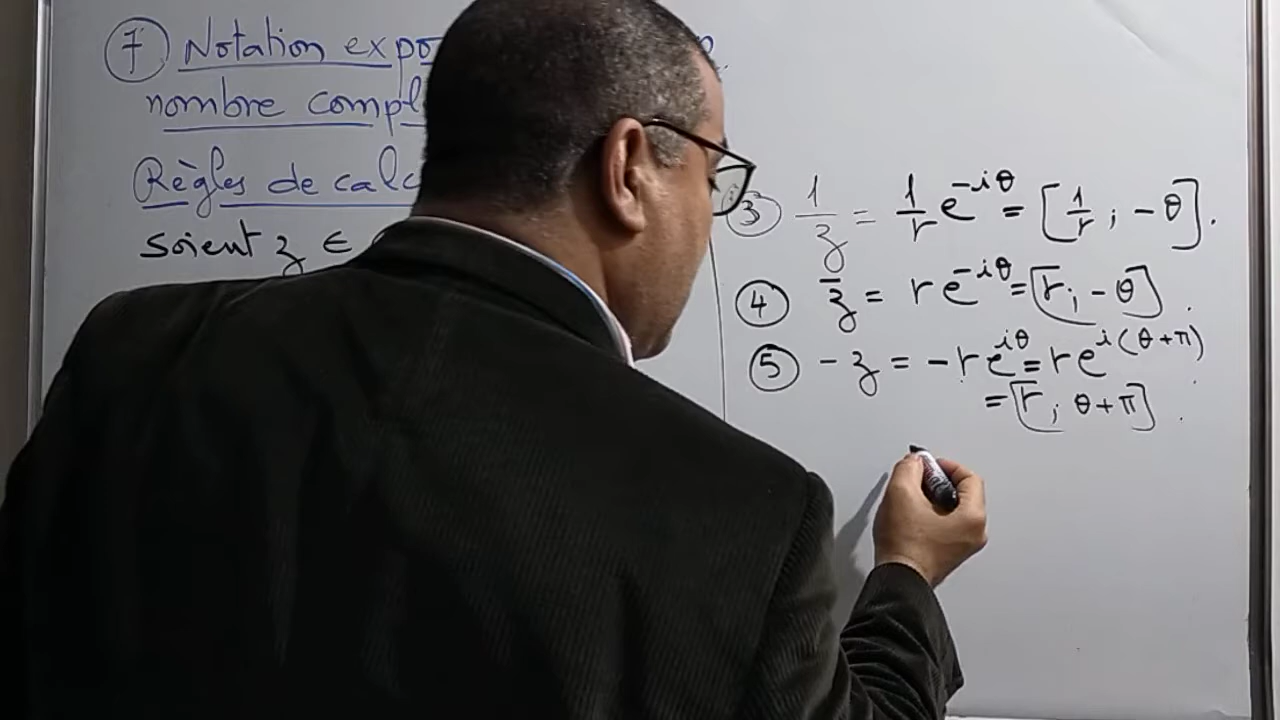 ⑦ Notation expo
nombre compl
Règles de calc
soient z ∈
③ 1/z = 1/r e^{-iθ} = [1/r ; -θ].
④ z̄ = r e^{-iθ} = [r ; -θ].
⑤ -z = -r e^{iθ} = r e^{i(θ+π)}
= [r ; θ+π].